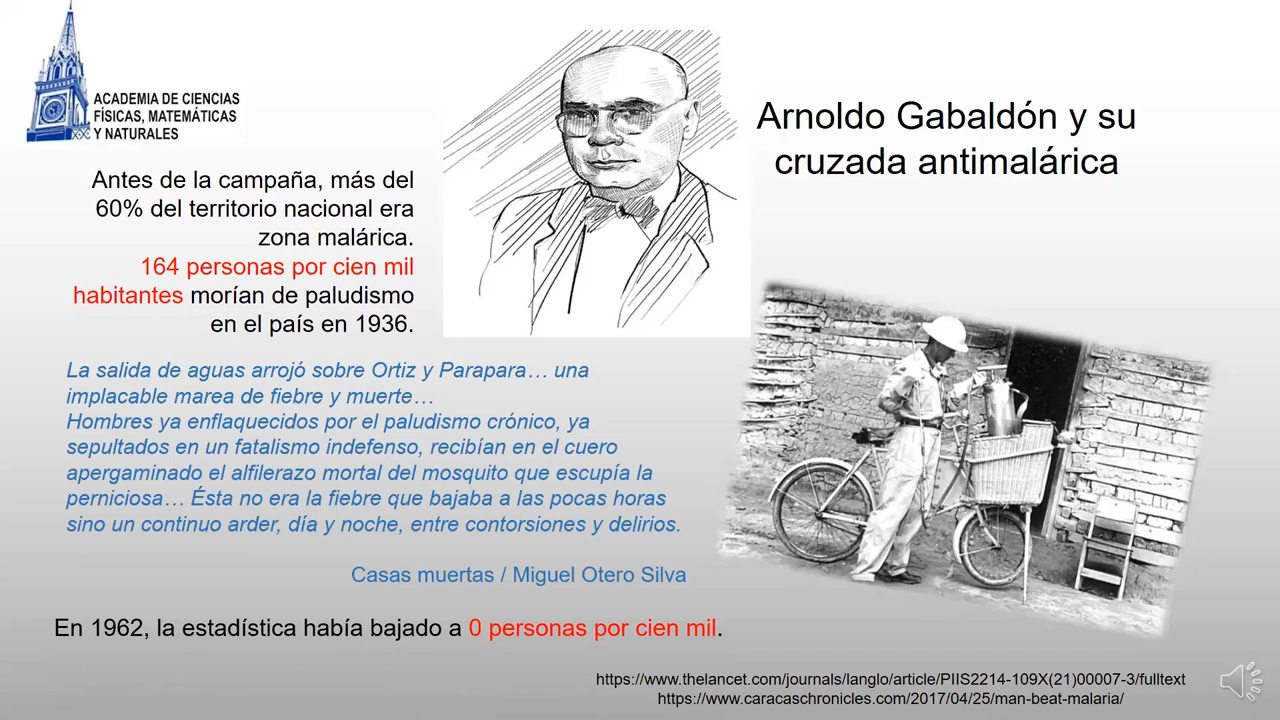 ACADEMIA DE CIENCIAS
FÍSICAS, MATEMÁTICAS
Y NATURALES
Arnoldo Gabaldón y su
cruzada antimalárica
Antes de la campaña, más del
60% del territorio nacional era
zona malárica.
164 personas por cien mil
habitantes morían de paludismo
en el país en 1936.
La salida de aguas arrojó sobre Ortiz y Parapara… una
implacable marea de fiebre y muerte…
Hombres ya enflaquecidos por el paludismo crónico, ya
sepultados en un fatalismo indefenso, recibían en el cuero
apergaminado el alfilerazo mortal del mosquito que escupía la
perniciosa… Ésta no era la fiebre que bajaba a las pocas horas
sino un continuo arder, día y noche, entre contorsiones y delirios.
Casas muertas / Miguel Otero Silva
En 1962, la estadística había bajado a 0 personas por cien mil.
https://www.thelancet.com/journals/langlo/article/PIIS2214-109X(21)00007-3/fulltext
https://www.caracaschronicles.com/2017/04/25/man-beat-malaria/